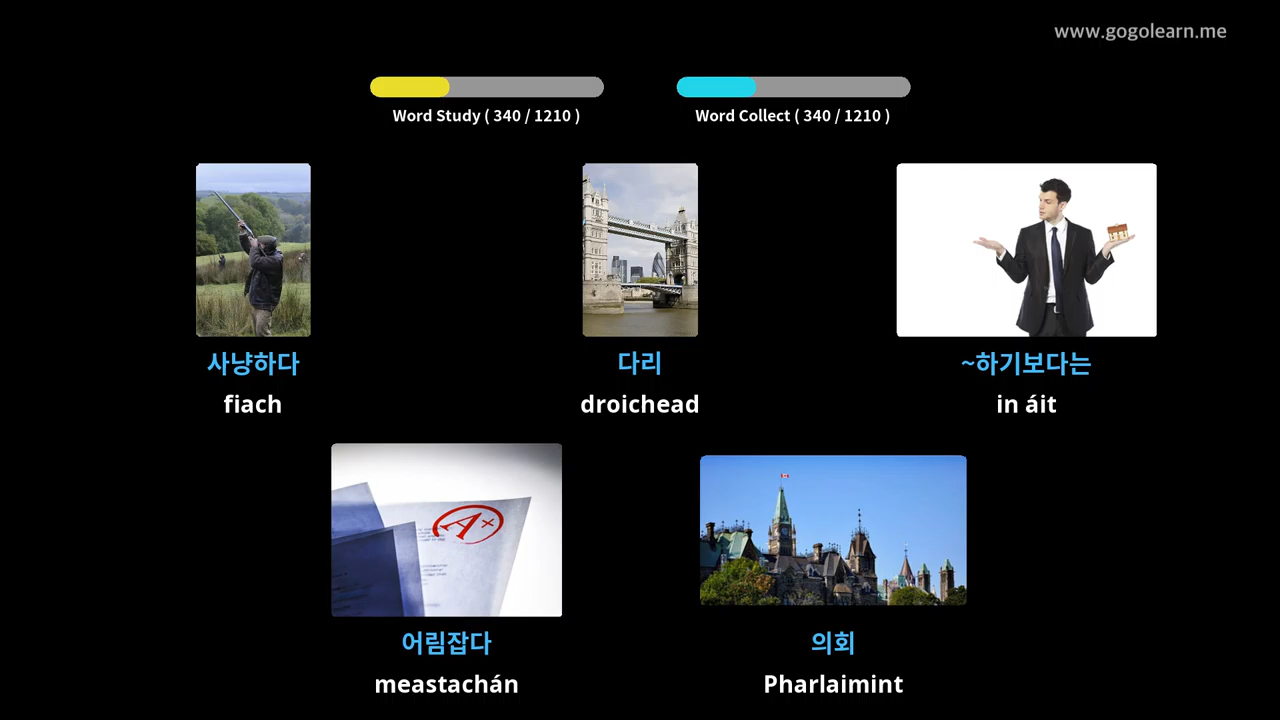 www.gogolearn.me
Word Study ( 340 / 1210 )
Word Collect ( 340 / 1210 )
사냥하다
fiach
다리
droichead
~하기보다는
in áit
A+
어림잡다
meastachán
의회
Pharlaimint